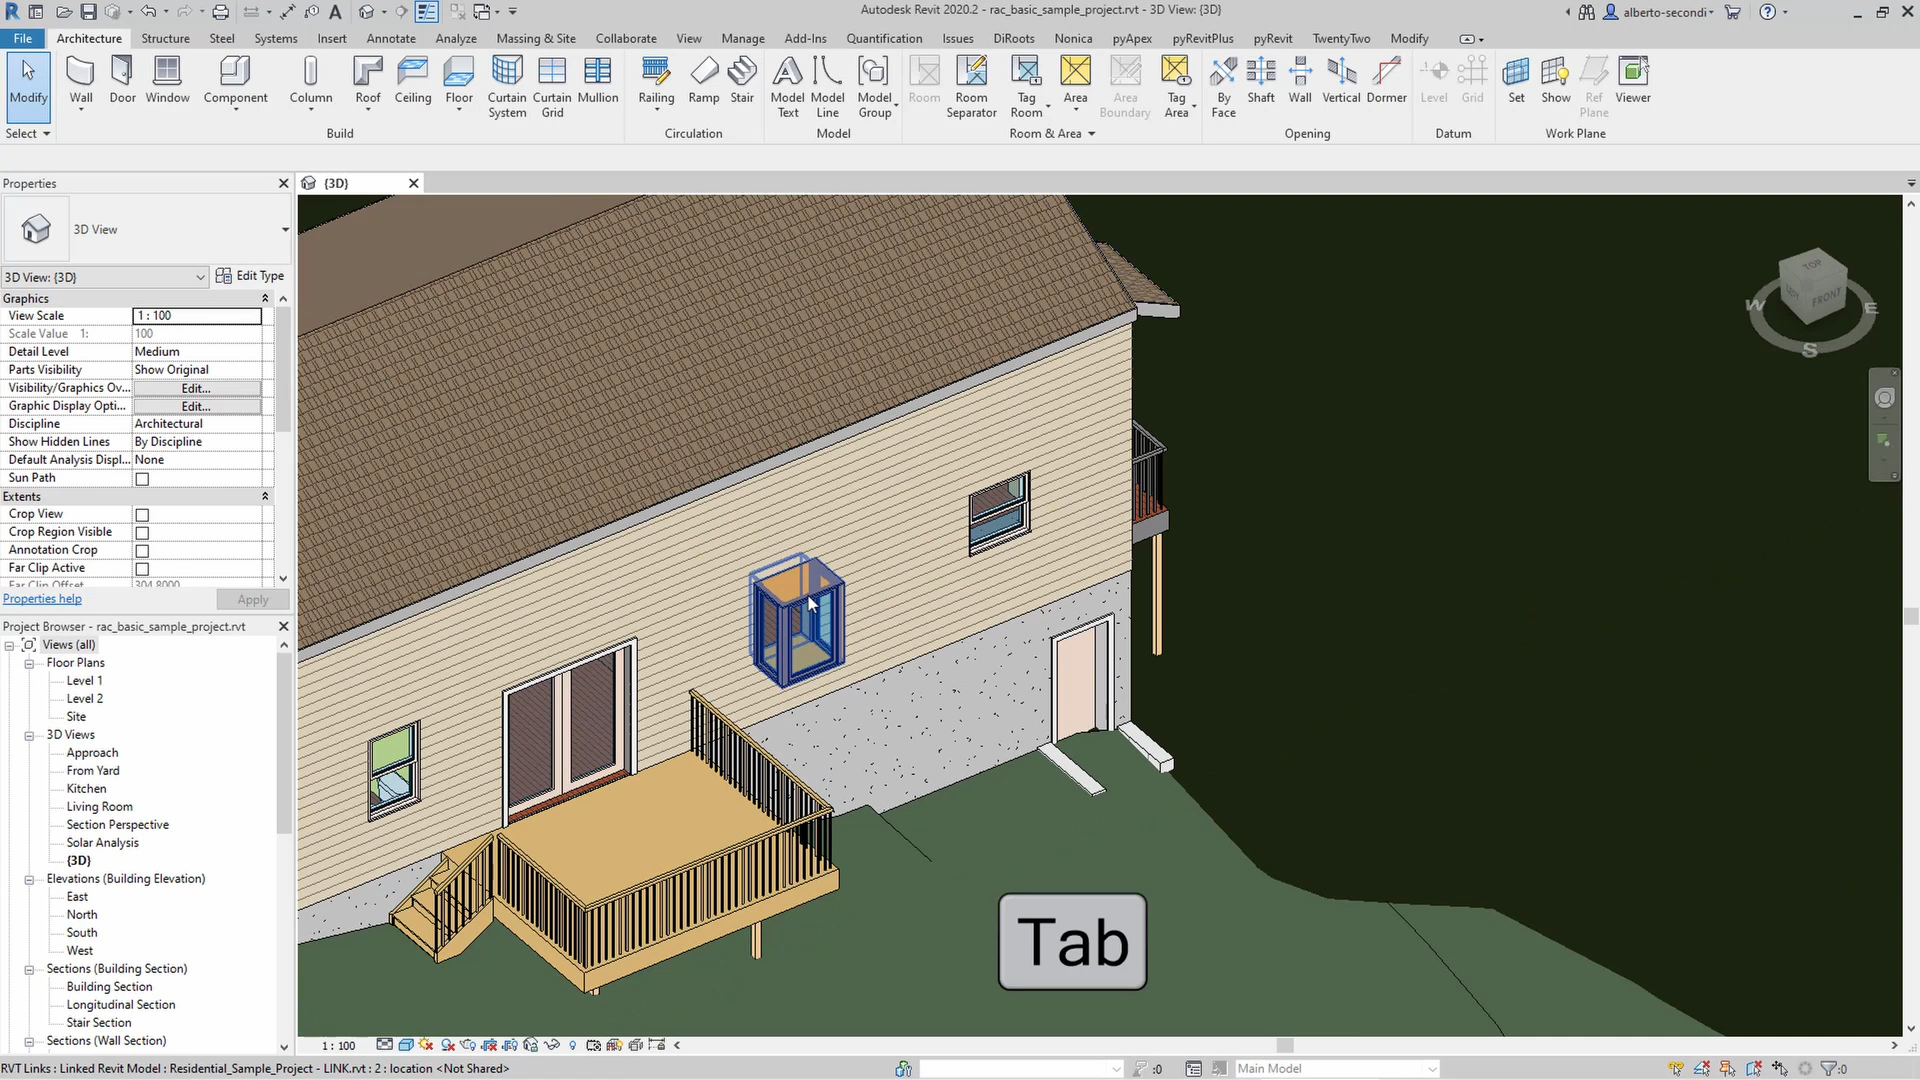 Autodesk Revit 2020.2 - rac_basic_sample_project.rvt - 3D View: {3D}
alberto-secondi
File Architecture Structure Steel Systems Insert Annotate Analyze Massing & Site Collaborate View Manage Add-Ins Quantification Issues DiRoots Nonica pyApex pyRevitPlus pyRevit TwentyTwo Modify
Modify Wall Door Window Component Column Roof Ceiling Floor Curtain System Curtain Grid Mullion Railing Ramp Stair Model Text Model Line Model Group Room Room Separator Tag Room Area Area Boundary Tag Area By Face Shaft Wall Vertical Dormer Level Grid Set Show Ref Plane Viewer
Select Build Circulation Model Room & Area Opening Datum Work Plane
Properties
{3D}
3D View
3D View: {3D}
Edit Type
Graphics
View Scale 1 : 100
Scale Value 1: 100
Detail Level Medium
Parts Visibility Show Original
Visibility/Graphics Ov... Edit...
Graphic Display Opti... Edit...
Discipline Architectural
Show Hidden Lines By Discipline
Default Analysis Displ... None
Sun Path
Extents
Crop View
Crop Region Visible
Annotation Crop
Far Clip Active
Far Clip Offset 304.8000
Properties help Apply
Project Browser - rac_basic_sample_project.rvt
Views (all)
Floor Plans
Level 1
Level 2
Site
3D Views
Approach
From Yard
Kitchen
Living Room
Section Perspective
Solar Analysis
{3D}
Elevations (Building Elevation)
East
North
South
West
Sections (Building Section)
Building Section
Longitudinal Section
Stair Section
Sections (Wall Section)
TOP
FRONT
W
E
S
Tab
1 : 100
RVT Links : Linked Revit Model : Residential_Sample_Project - LINK.rvt : 2 : location <Not Shared>
:0
Main Model
:0